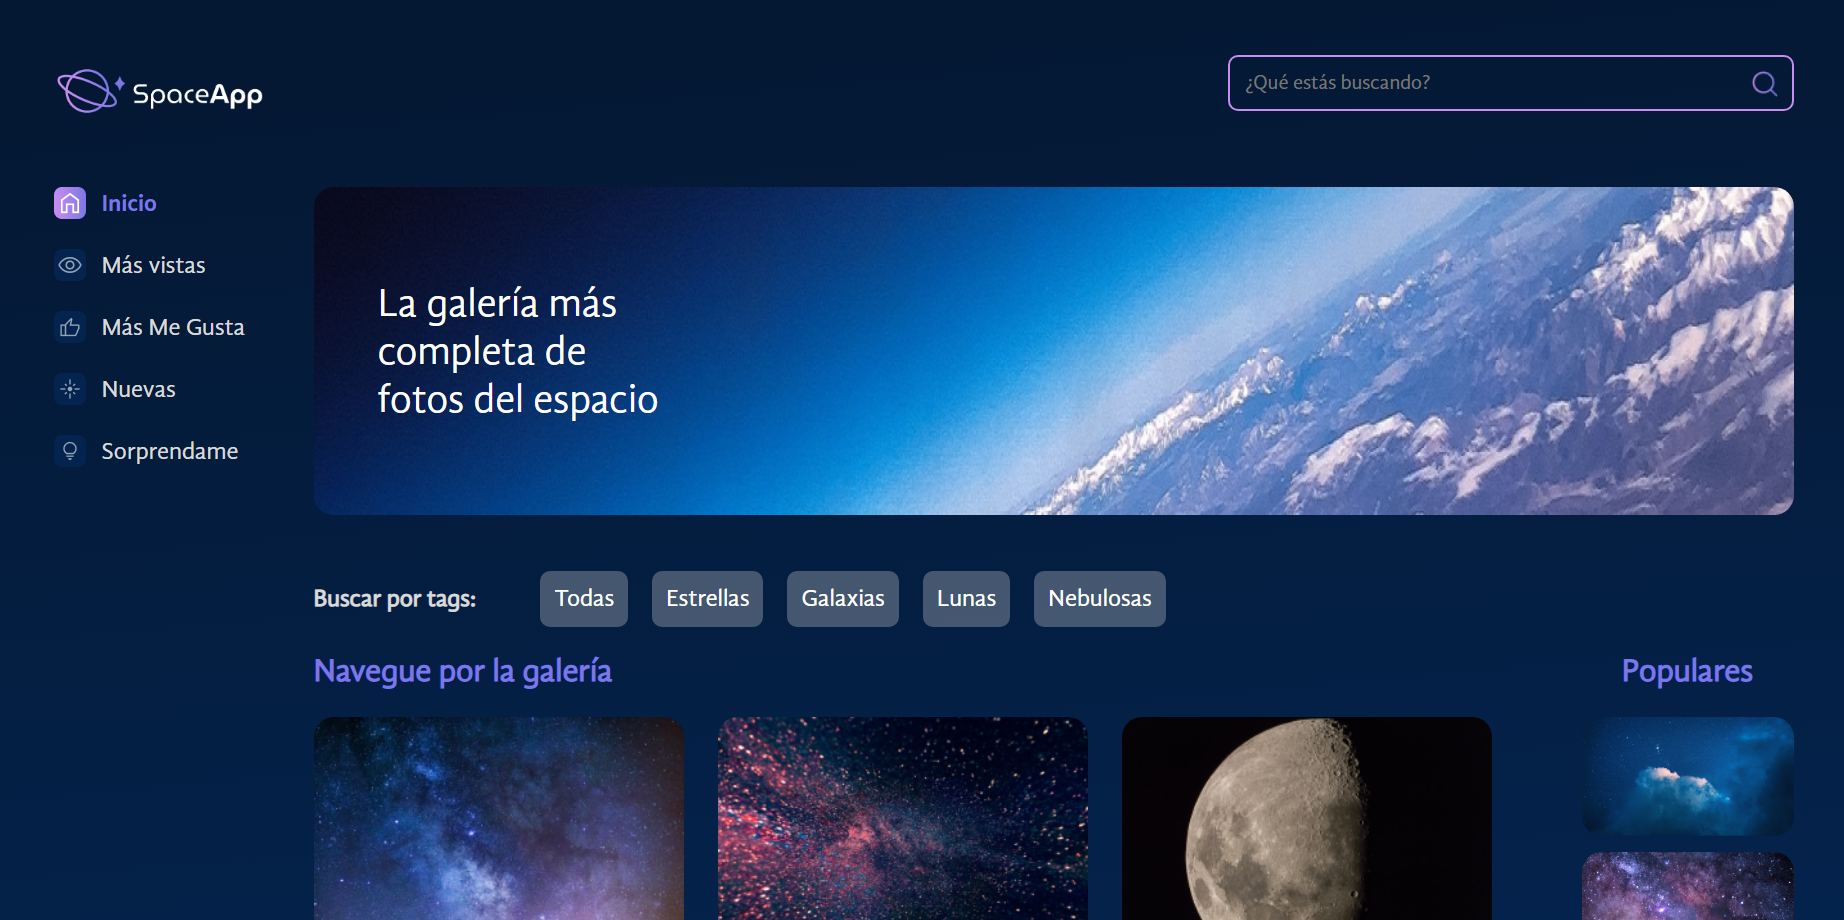 SpaceApp
¿Qué estás buscando?
Inicio
Más vistas
Más Me Gusta
Nuevas
Sorprendame
La galería más
completa de
fotos del espacio
Buscar por tags:
Todas
Estrellas
Galaxias
Lunas
Nebulosas
Navegue por la galería
Populares